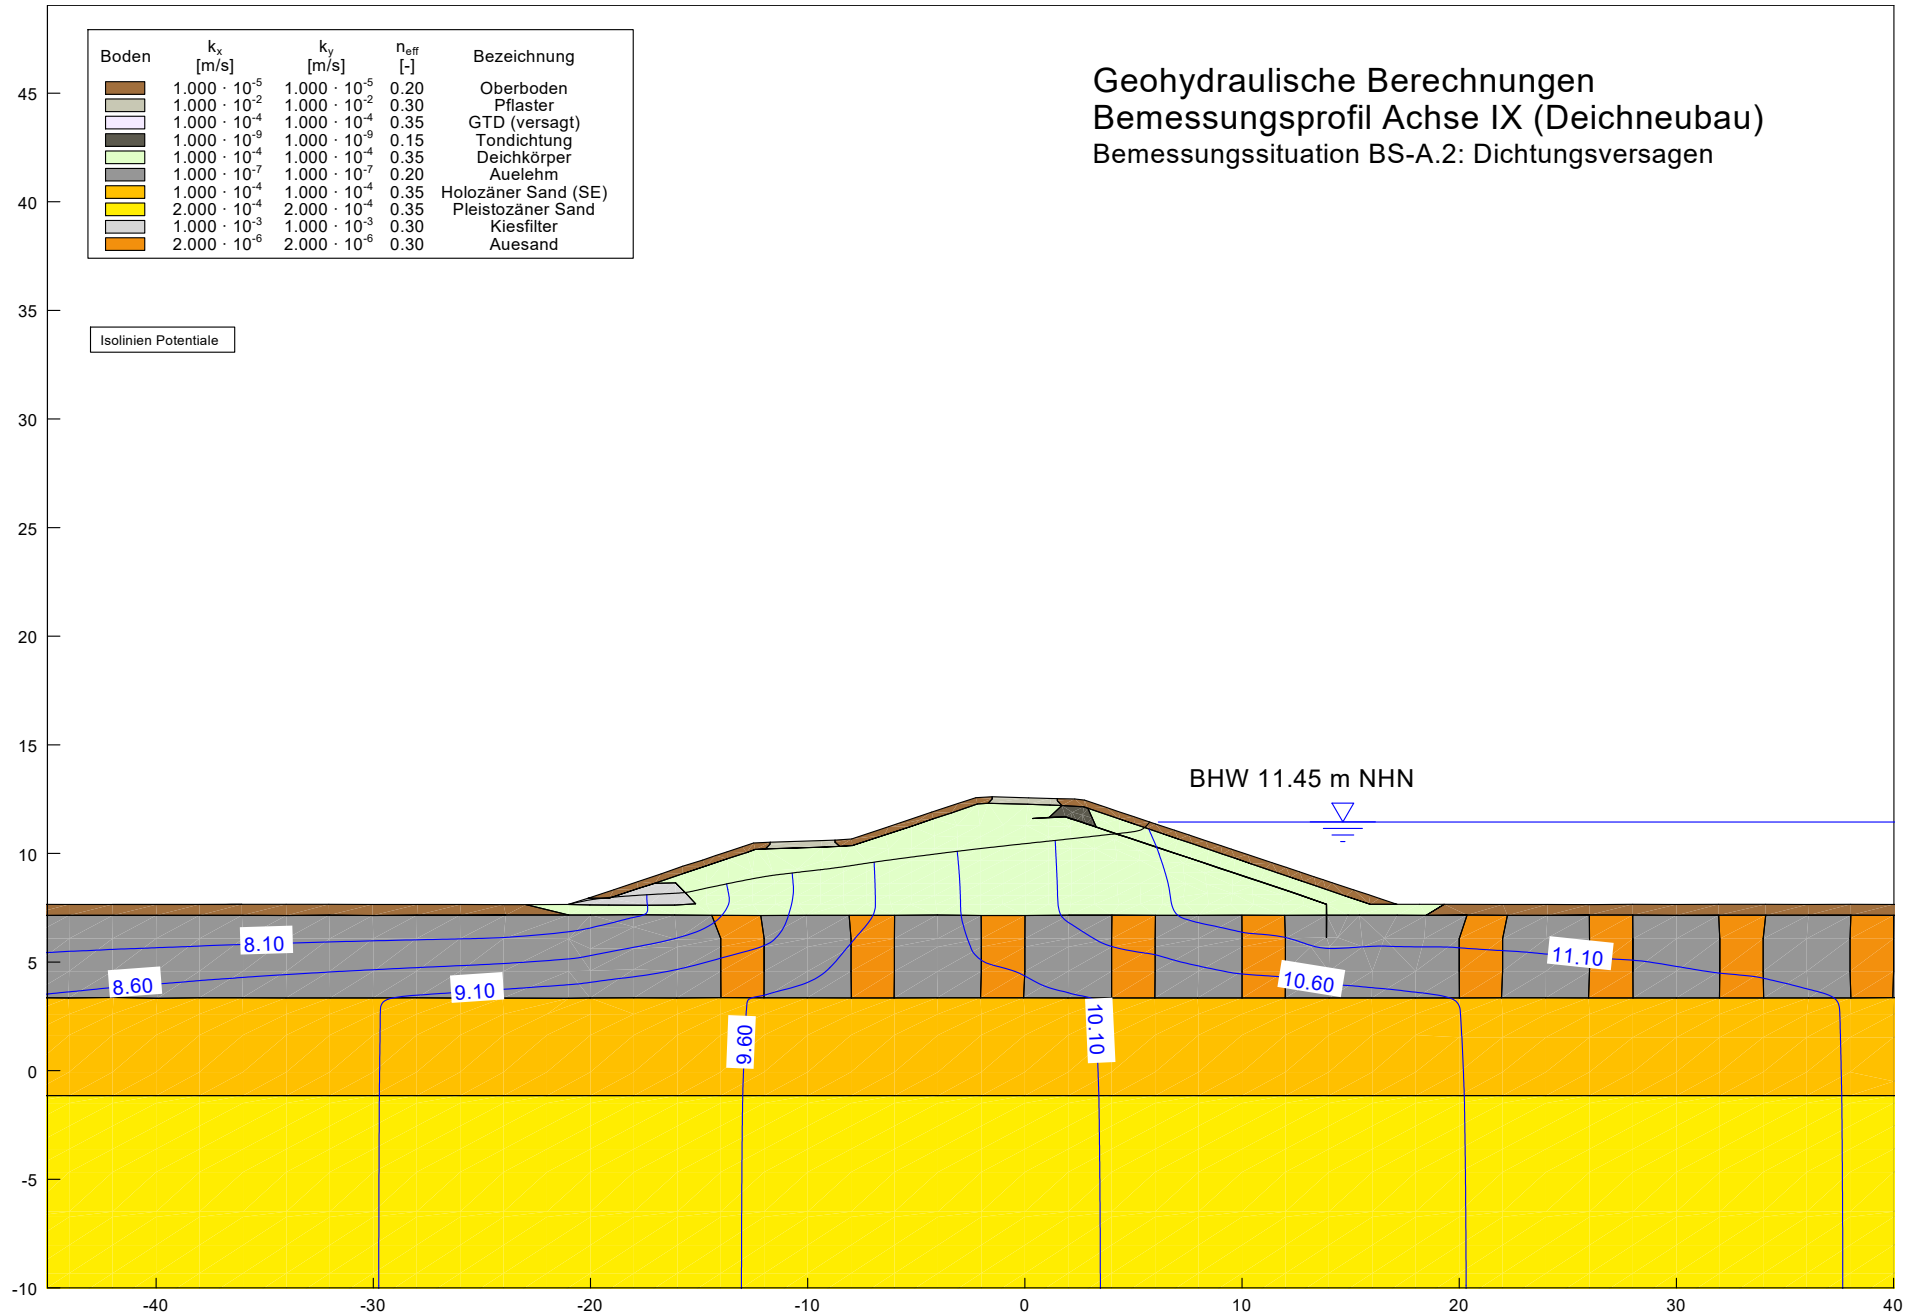 Boden kx ky neff Bezeichnung
[m/s] [m/s] [-]
1.000 · 10-5 1.000 · 10-5 0.20 Oberboden
1.000 · 10-2 1.000 · 10-2 0.30 Pflaster
1.000 · 10-4 1.000 · 10-4 0.35 GTD (versagt)
1.000 · 10-9 1.000 · 10-9 0.15 Tondichtung
1.000 · 10-4 1.000 · 10-4 0.35 Deichkörper
1.000 · 10-7 1.000 · 10-7 0.20 Auelehm
1.000 · 10-4 1.000 · 10-4 0.35 Holozäner Sand (SE)
2.000 · 10-4 2.000 · 10-4 0.35 Pleistozäner Sand
1.000 · 10-3 1.000 · 10-3 0.30 Kiesfilter
2.000 · 10-6 2.000 · 10-6 0.30 Auesand
Geohydraulische Berechnungen
Bemessungsprofil Achse IX (Deichneubau)
Bemessungssituation BS-A.2: Dichtungsversagen
Isolinien Potentiale
BHW 11.45 m NHN
45
40
35
30
25
20
15
10
5
0
-5
-10
8.10
8.60
9.10
9.60
10.10
10.60
11.10
-40 -30 -20 -10 0 10 20 30 40